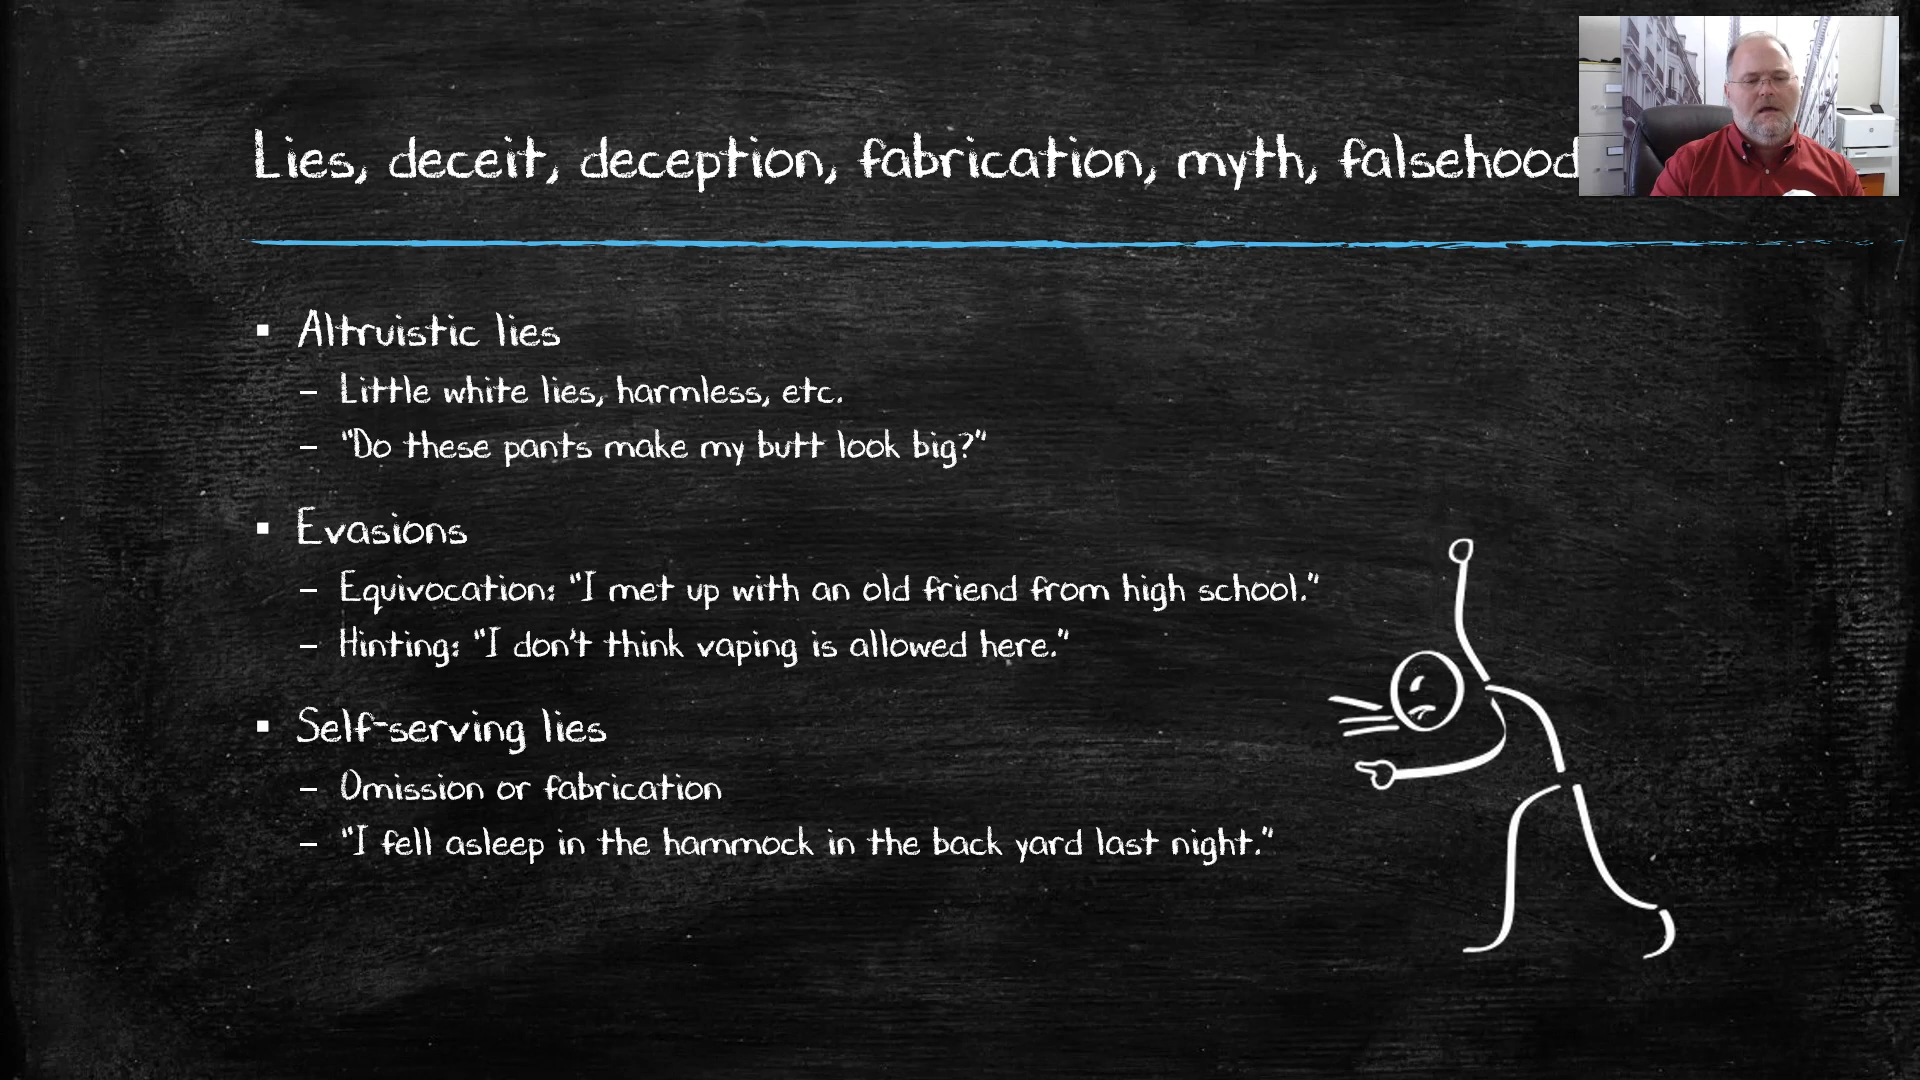 Lies, deceit, deception, fabrication, myth, falsehood
▪ Altruistic lies
– Little white lies, harmless, etc.
– "Do these pants make my butt look big?"
▪ Evasions
– Equivocation: "I met up with an old friend from high school."
– Hinting: "I don't think vaping is allowed here."
▪ Self-serving lies
– Omission or fabrication
– "I fell asleep in the hammock in the back yard last night."